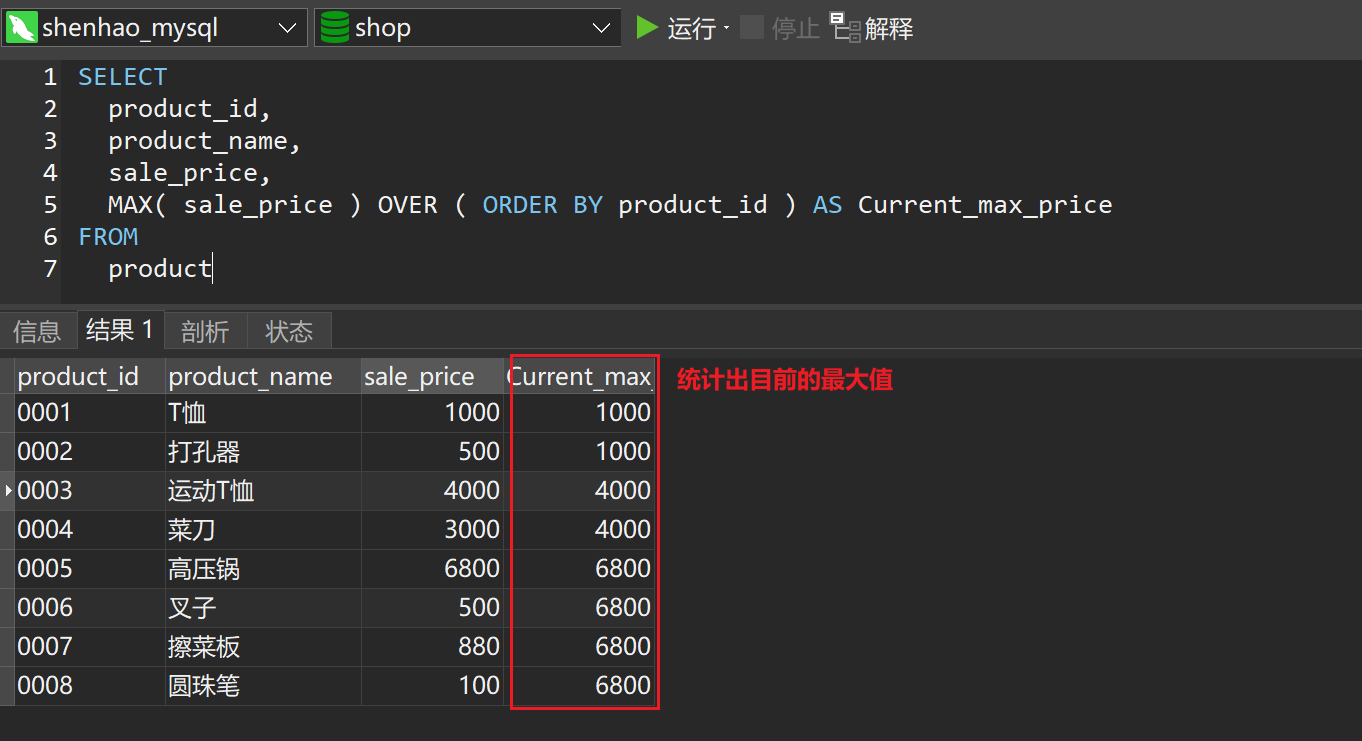 shenhao_mysql shop 运行 停止 解释
1 SELECT
2 product_id,
3 product_name,
4 sale_price,
5 MAX( sale_price ) OVER ( ORDER BY product_id ) AS Current_max_price
6 FROM
7 product
信息 结果 1 剖析 状态
product_id product_name sale_price Current_max_ 统计出目前的最大值
0001 T恤 1000 1000
0002 打孔器 500 1000
0003 运动T恤 4000 4000
0004 菜刀 3000 4000
0005 高压锅 6800 6800
0006 叉子 500 6800
0007 擦菜板 880 6800
0008 圆珠笔 100 6800